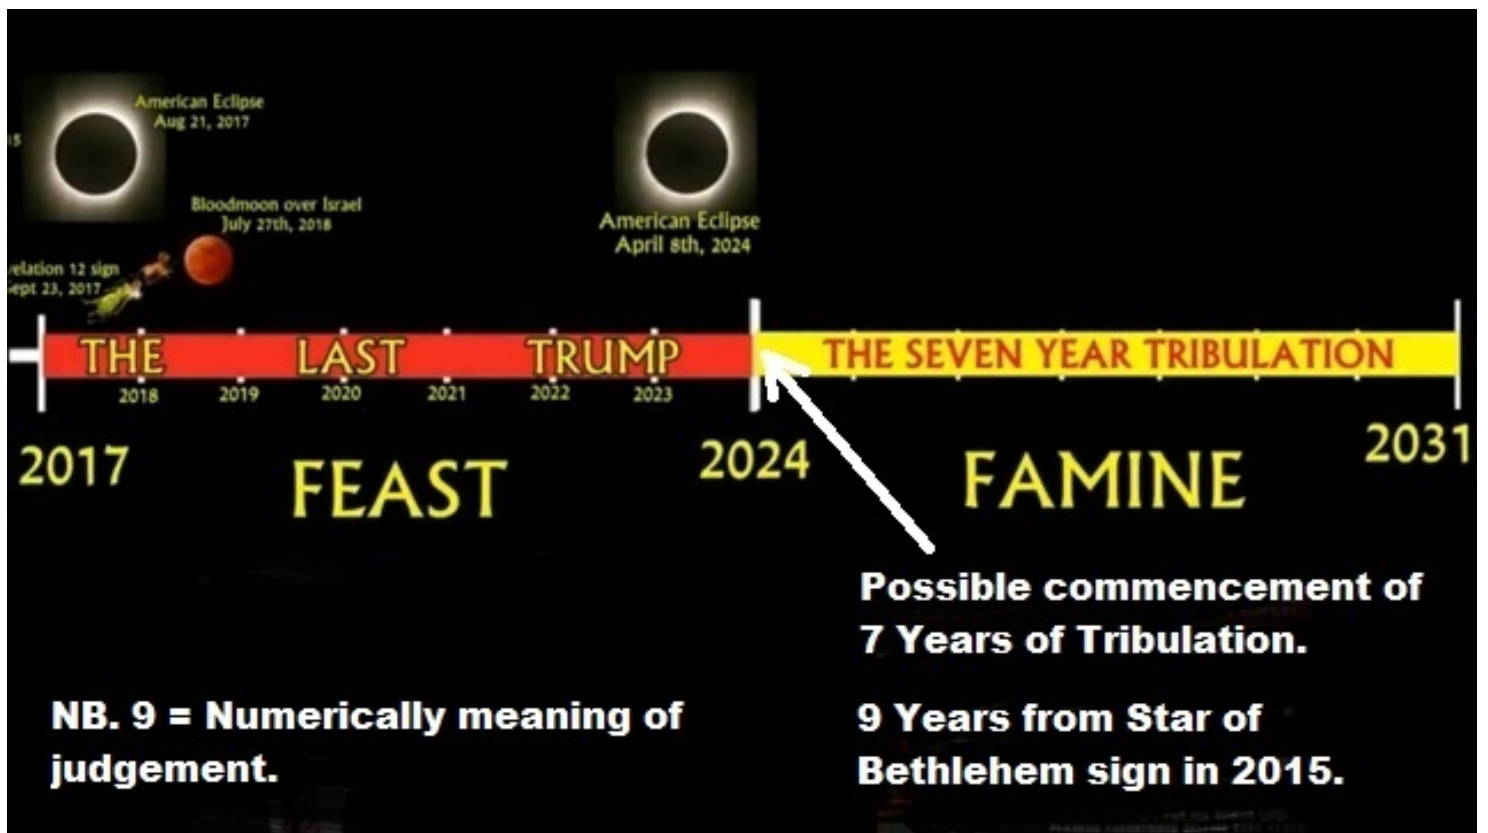 American Eclipse
Aug 21, 2017
15
Bloodmoon over Israel
July 27th, 2018
velation 12 sign
ept 23, 2017
American Eclipse
April 8th, 2024
THE LAST TRUMP
THE SEVEN YEAR TRIBULATION
2018 2019 2020 2021 2022 2023
2017
2024
2031
FEAST
FAMINE
Possible commencement of
7 Years of Tribulation.
NB. 9 = Numerically meaning of
judgement.
9 Years from Star of
Bethlehem sign in 2015.